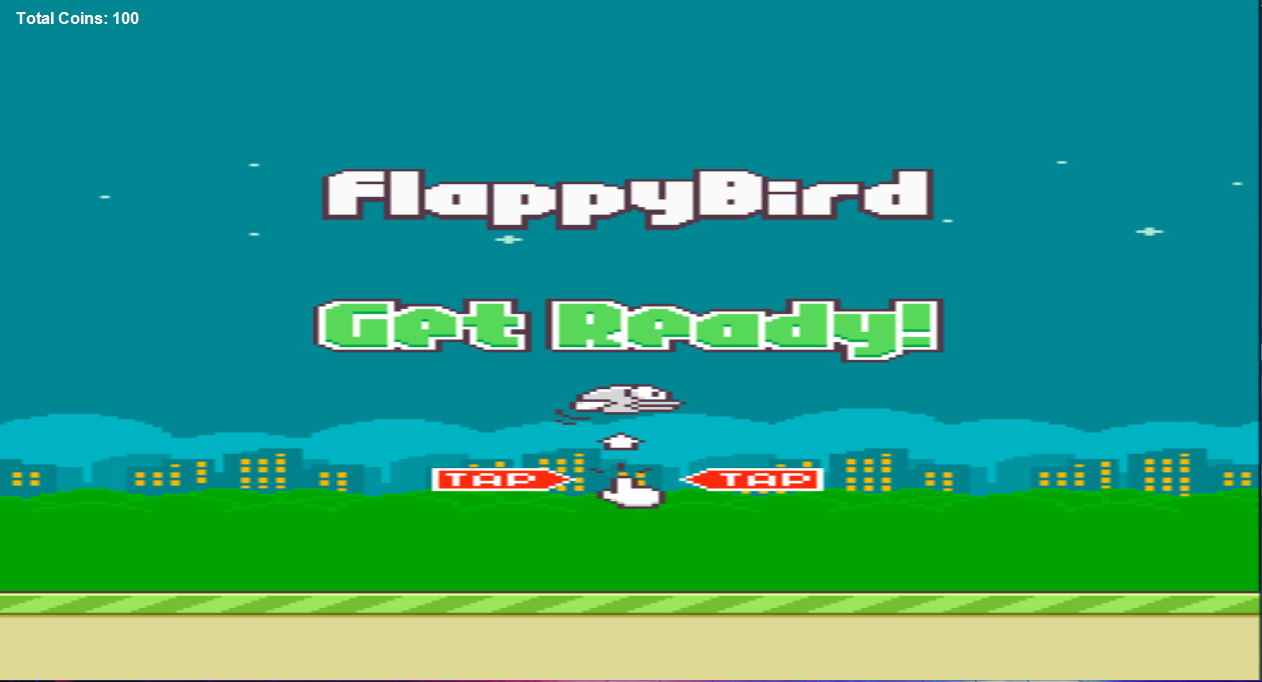 Total Coins: 100
FlappyBird
Get Ready!
TAP TAP